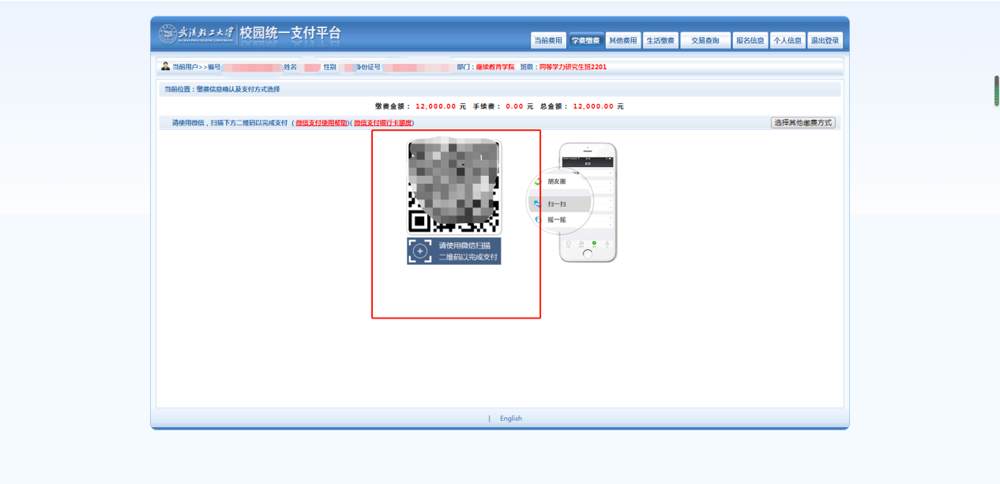 武汉轻工大学 校园统一支付平台
当前费用 学费缴费 其他费用 生活缴费 交易查询 报名信息 个人信息 退出登录
当前用户>>编号 姓名 性别 身份证号 部门：继续教育学院 班级：同等学力研究生班2201
当前位置：缴费信息确认及支付方式选择
缴费金额： 12,000.00 元 手续费： 0.00 元 总金额： 12,000.00 元
请使用微信，扫描下方二维码以完成支付 (微信支付使用帮助)(微信支付银行卡额度)
选择其他缴费方式
朋友圈
扫一扫
摇一摇
请使用微信扫描
二维码以完成支付
| English